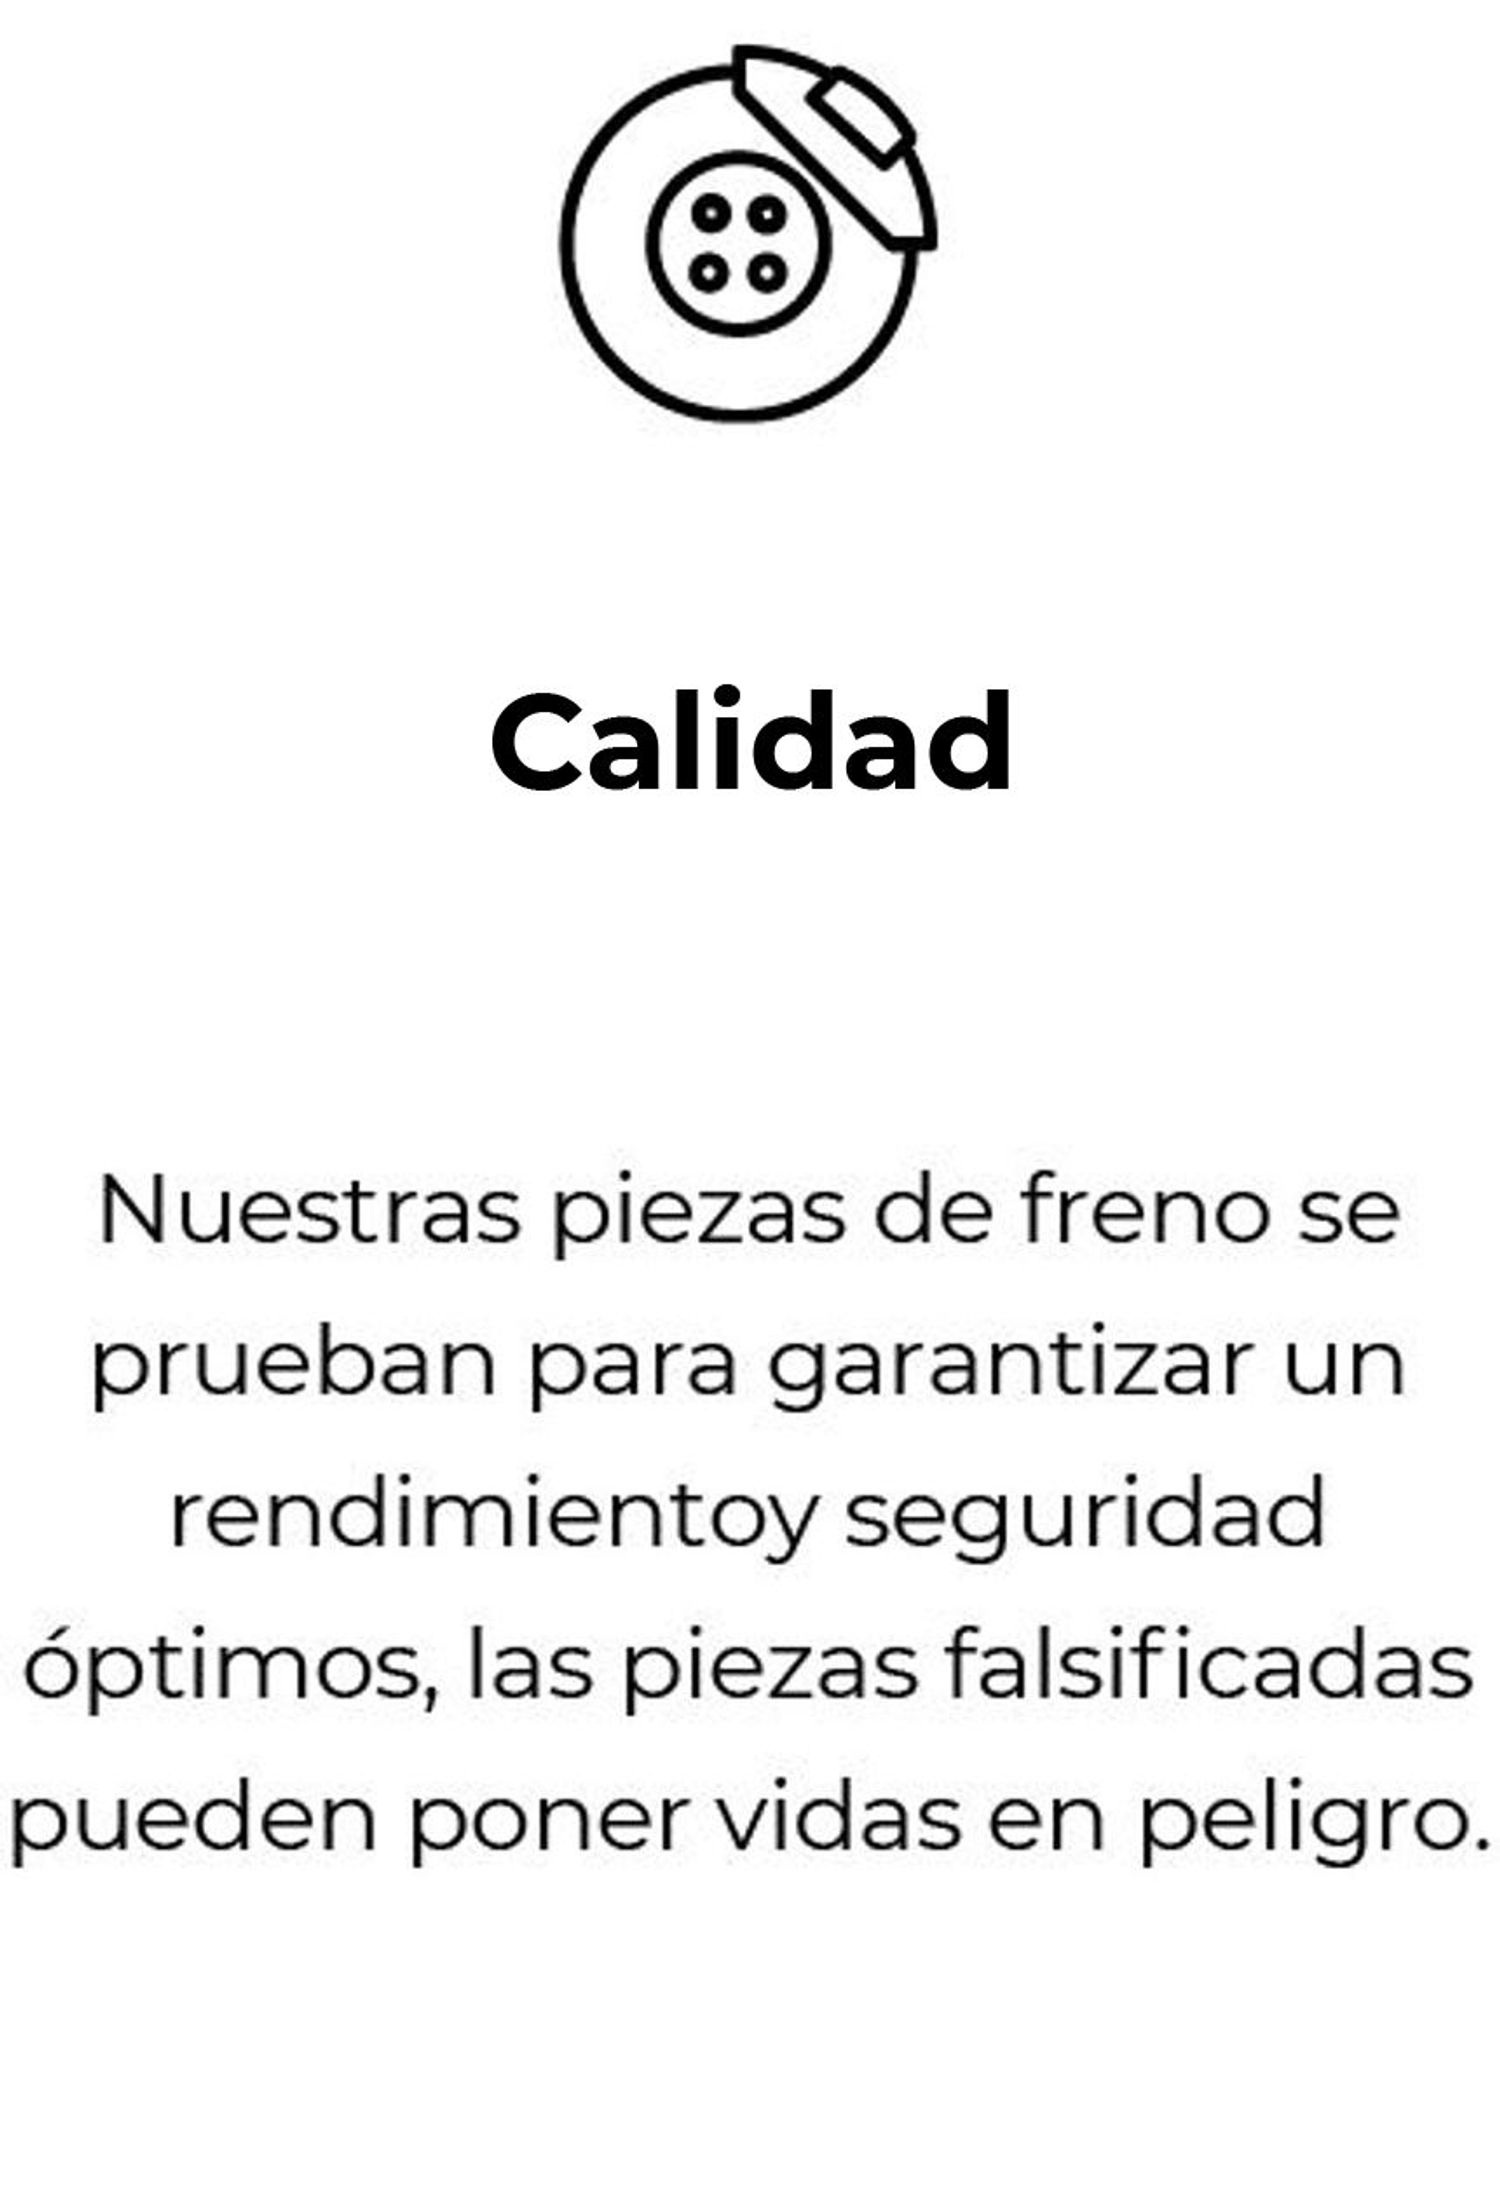 Calidad
Nuestras piezas de freno se
prueban para garantizar un
rendimientoy seguridad
óptimos, las piezas falsificadas
pueden poner vidas en peligro.